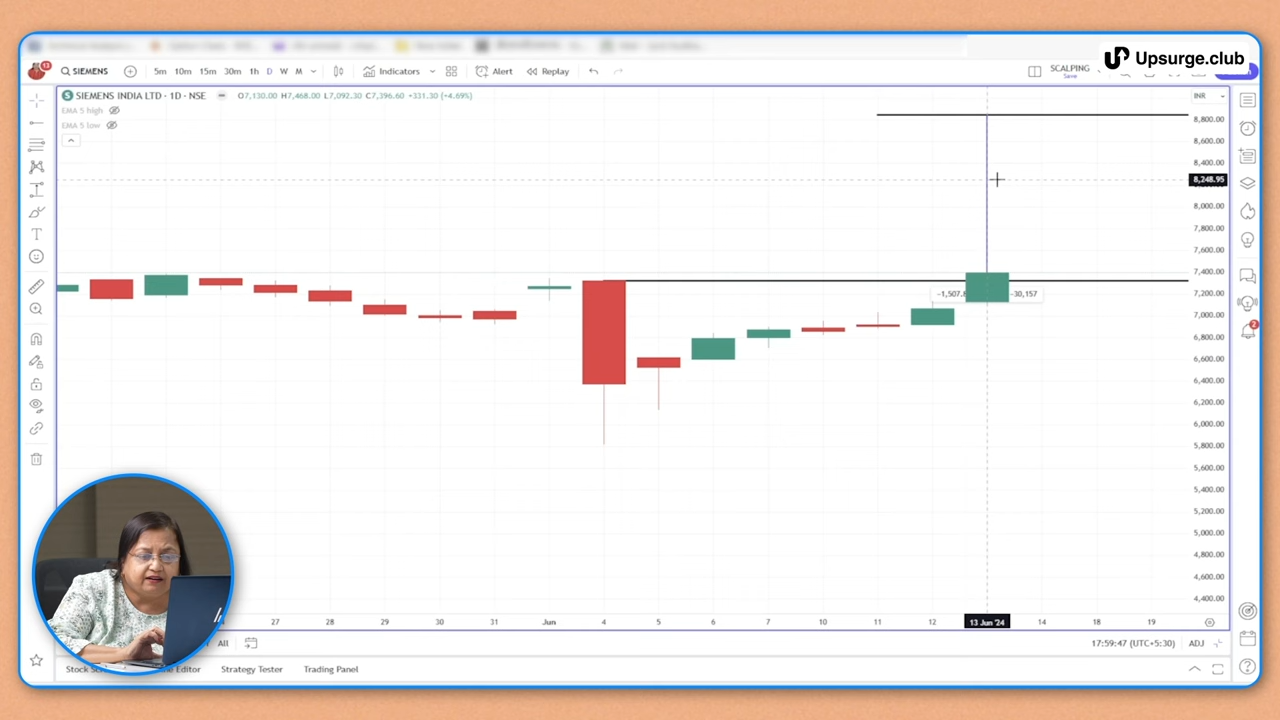 Upsurge.club
13
SIEMENS
5m 10m 15m 30m 1h D W M
Indicators
Alert
Replay
SCALPING
Save
S SIEMENS INDIA LTD · 1D · NSE
O7,130.00 H7,468.00 L7,092.30 C7,396.60 +331.30 (+4.69%)
INR
EMA 5 high
EMA 5 low
8,800.00
8,600.00
8,400.00
8,248.95
8,000.00
7,800.00
7,600.00
7,400.00
7,200.00
7,000.00
6,800.00
6,600.00
6,400.00
6,200.00
6,000.00
5,800.00
5,600.00
5,400.00
5,200.00
5,000.00
4,800.00
4,600.00
4,400.00
−30,157
2
27 28 29 30 31 Jun 4 5 6 7 10 11 12 13 Jun '24 14 18 19
All
17:59:47 (UTC+5:30) ADJ
Editor
Strategy Tester
Trading Panel